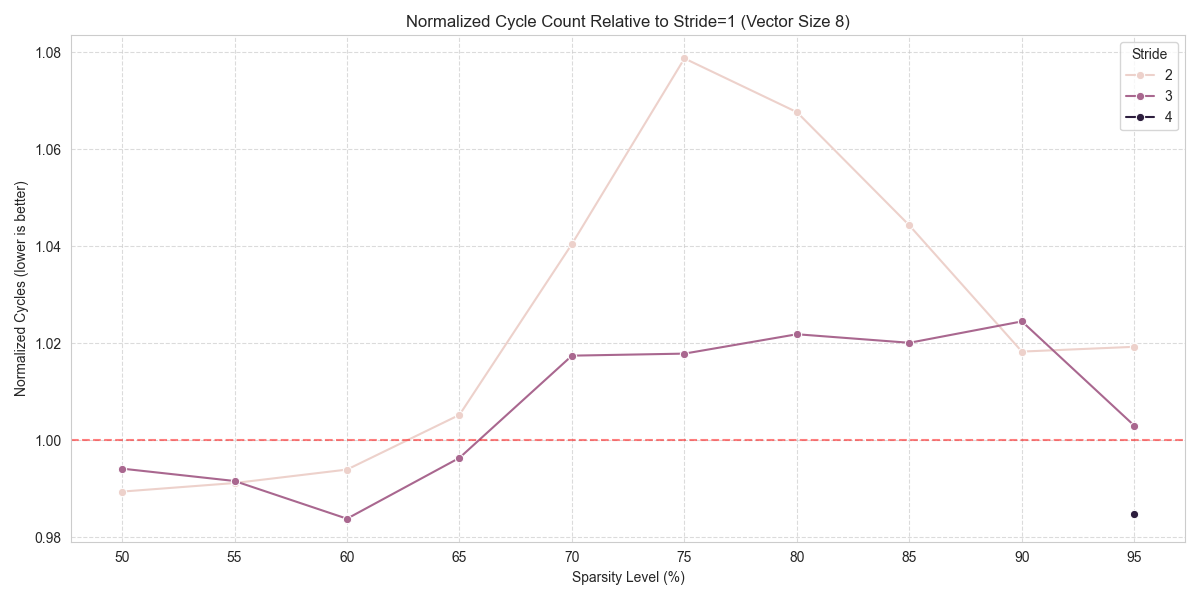 Normalized Cycle Count Relative to Stride=1 (Vector Size 8)
Normalized Cycles (lower is better)
1.08
1.06
1.04
1.02
1.00
0.98
Stride
2
3
4
50 55 60 65 70 75 80 85 90 95
Sparsity Level (%)